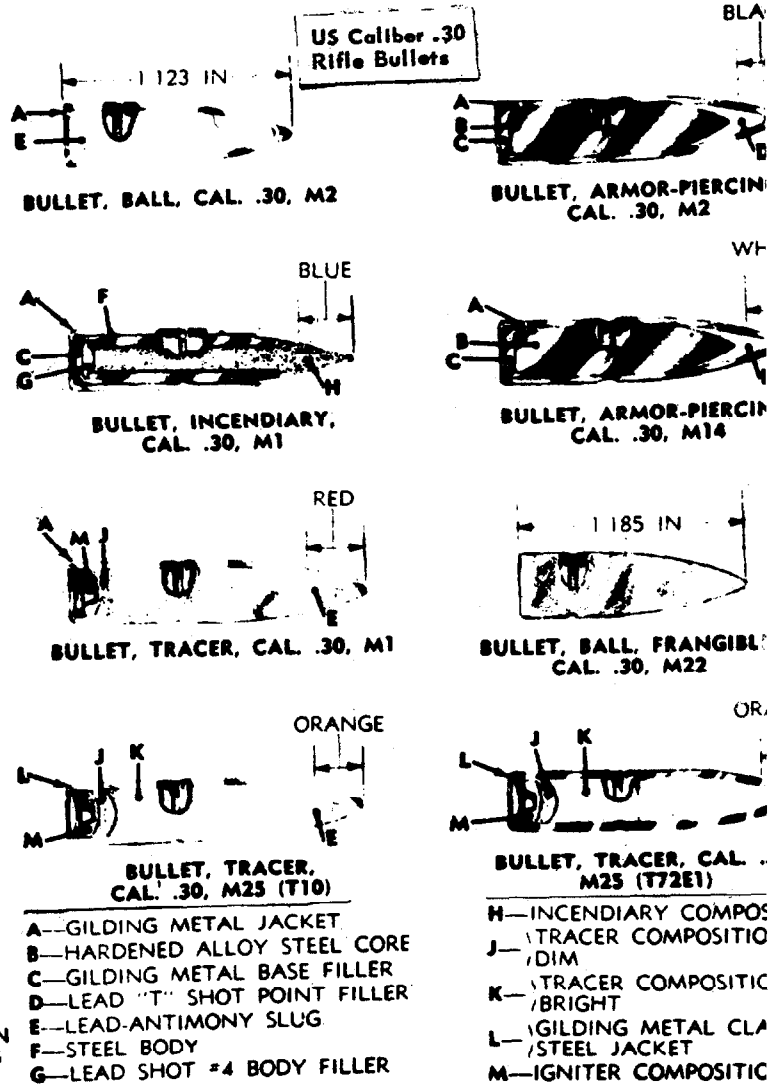 US Caliber .30
Rifle Bullets
1.123 IN
A
E
BULLET, BALL, CAL. .30, M2
BLA
A
B
C
D
BULLET, ARMOR-PIERCIN
CAL. .30, M2
BLUE
A
F
C
G
H
BULLET, INCENDIARY,
CAL. .30, M1
WH
A
B
C
BULLET, ARMOR-PIERCIN
CAL. .30, M14
RED
A
M
J
E
BULLET, TRACER, CAL. .30, M1
1.185 IN
BULLET, BALL, FRANGIBL
CAL. .30, M22
ORANGE
L
J
K
M
E
BULLET, TRACER,
CAL. .30, M25 (T10)
OR
L
J
K
M
BULLET, TRACER, CAL. .
M25 (T72E1)
A—GILDING METAL JACKET
B—HARDENED ALLOY STEEL CORE
C—GILDING METAL BASE FILLER
D—LEAD "T" SHOT POINT FILLER
E—LEAD-ANTIMONY SLUG
F—STEEL BODY
G—LEAD SHOT #4 BODY FILLER
H—INCENDIARY COMPOS
J—TRACER COMPOSITIO
DIM
K—TRACER COMPOSITIO
BRIGHT
L—GILDING METAL CLA
STEEL JACKET
M—IGNITER COMPOSITIO
N